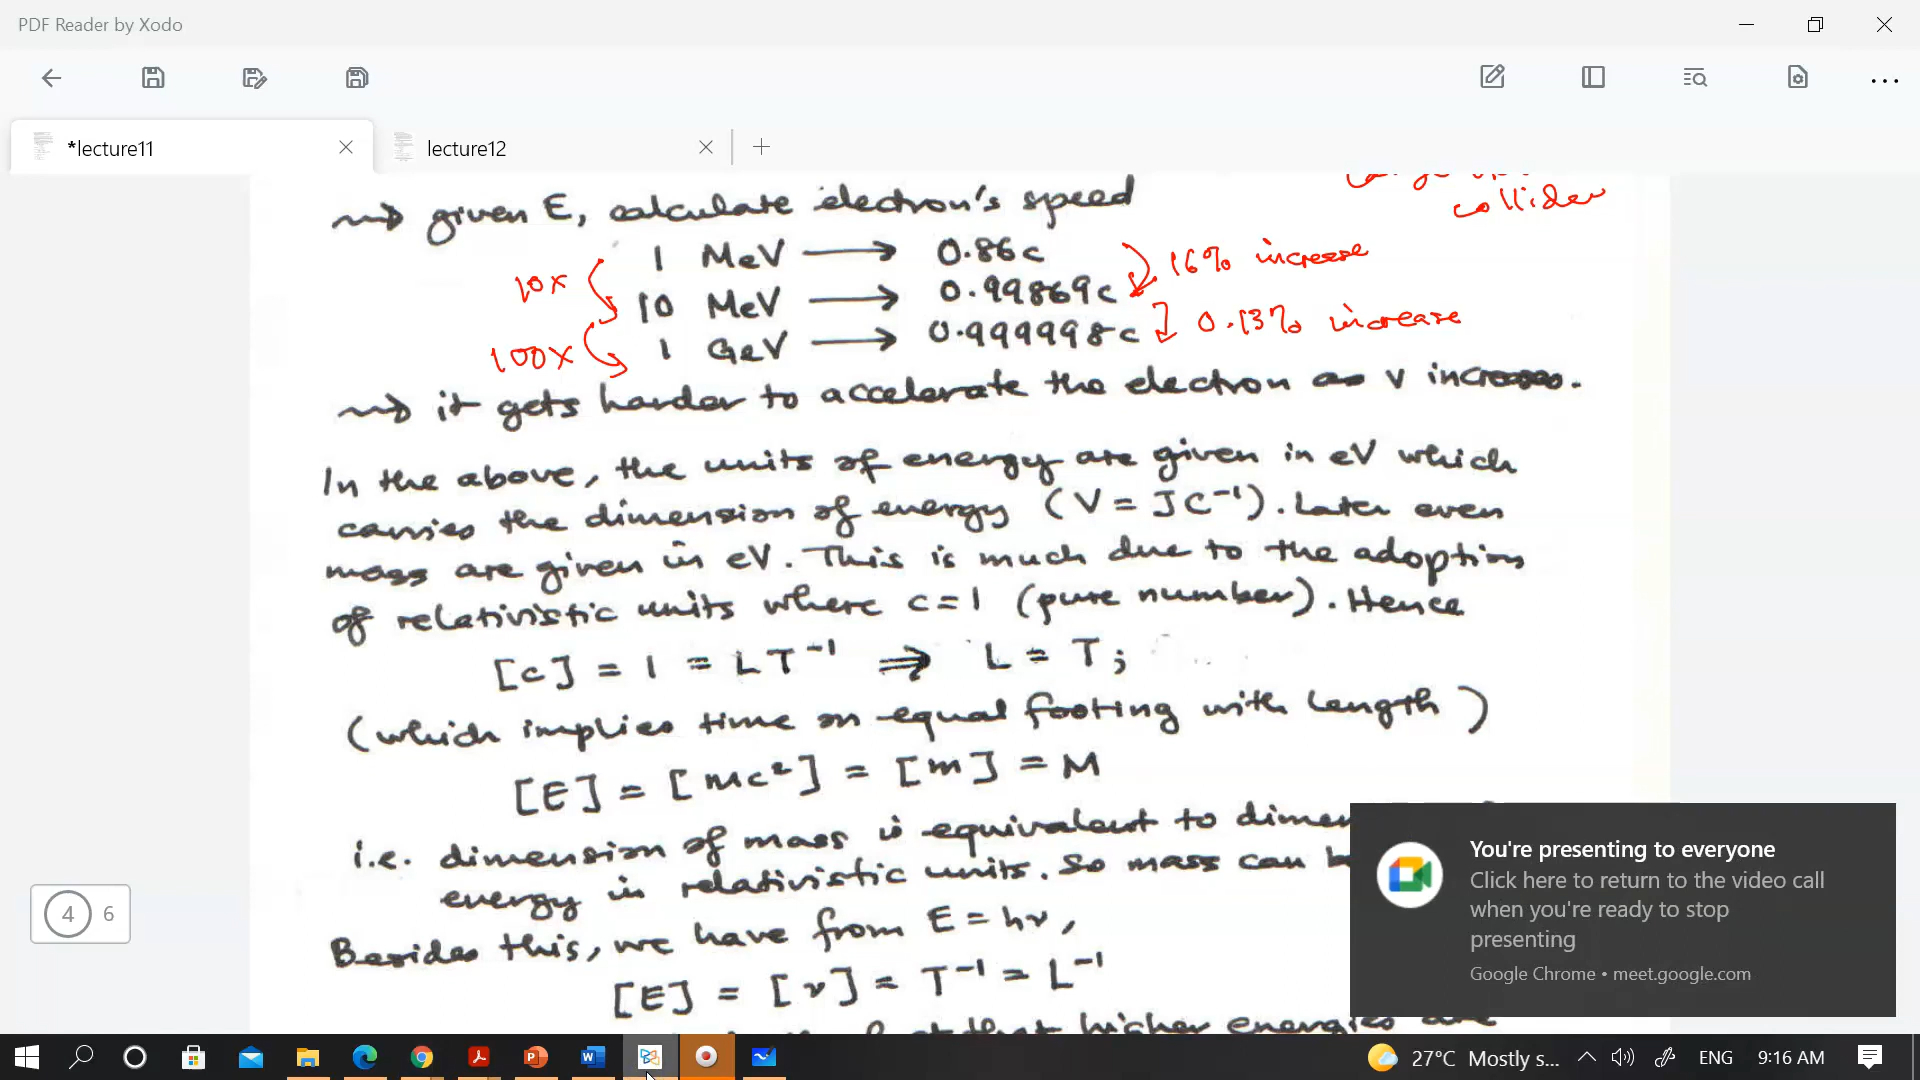 PDF Reader by Xodo
*lecture11
lecture12
collider
⇝ given E, calculate electron's speed
10x
1 MeV ⟶ 0.86c
16% increase
10 MeV ⟶ 0.99869c
0.13% increase
100x
1 GeV ⟶ 0.999998c
⇝ it gets harder to accelerate the electron as v increases.
In the above, the units of energy are given in eV which
carries the dimension of energy (V = JC⁻¹). Later even
mass are given in eV. This is much due to the adoption
of relativistic units where c=1 (pure number). Hence
[c] = 1 = LT⁻¹ ⇒ L = T;
(which implies time on equal footing with length)
[E] = [mc²] = [m] = M
i.e. dimension of mass is equivalent to
energy in relativistic units. So mass can
Besides this, we have from E = hν,
[E] = [ν] = T⁻¹ = L⁻¹
that higher energies are
4 6
You're presenting to everyone
Click here to return to the video call
when you're ready to stop
presenting
Google Chrome • meet.google.com
27°C Mostly s... ENG 9:16 AM